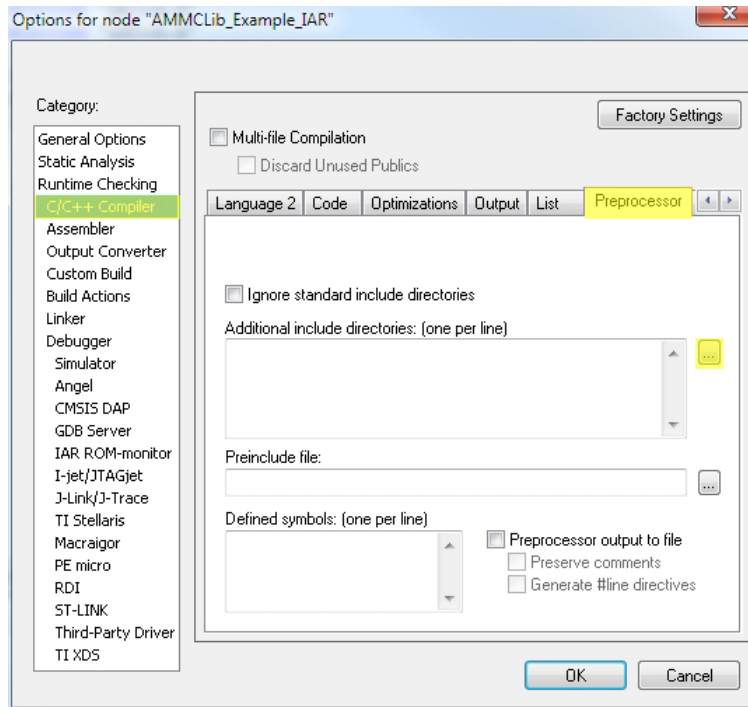 Options for node "AMMCLib_Example_IAR"
Category:
General Options
Static Analysis
Runtime Checking
C/C++ Compiler
Assembler
Output Converter
Custom Build
Build Actions
Linker
Debugger
Simulator
Angel
CMSIS DAP
GDB Server
IAR ROM-monitor
I-jet/JTAGjet
J-Link/J-Trace
TI Stellaris
Macraigor
PE micro
RDI
ST-LINK
Third-Party Driver
TI XDS
Factory Settings
Multi-file Compilation
Discard Unused Publics
Language 2 Code Optimizations Output List Preprocessor
Ignore standard include directories
Additional include directories: (one per line)
...
Preinclude file:
...
Defined symbols: (one per line)
Preprocessor output to file
Preserve comments
Generate #line directives
OK Cancel